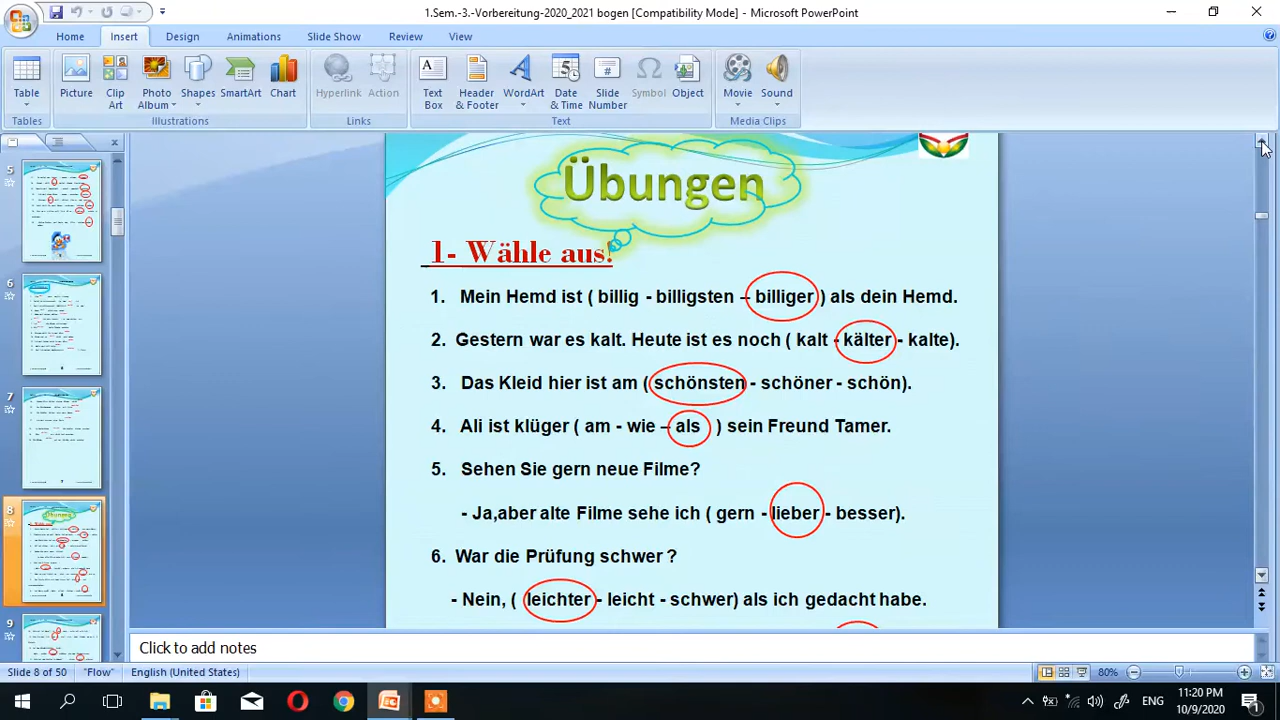 1.Sem.-3.-Vorbereitung-2020_2021 bogen [Compatibility Mode] - Microsoft PowerPoint
Home Insert Design Animations Slide Show Review View
Table Picture Clip Art Photo Album Shapes SmartArt Chart Hyperlink Action Text Box Header & Footer WordArt Date & Time Slide Number Symbol Object Movie Sound
Tables Illustrations Links Text Media Clips
5
6
7
8
9
Übungen
1- Wähle aus!
1. Mein Hemd ist ( billig - billigsten – billiger ) als dein Hemd.
2. Gestern war es kalt. Heute ist es noch ( kalt - kälter - kalte).
3. Das Kleid hier ist am ( schönsten - schöner - schön).
4. Ali ist klüger ( am - wie – als ) sein Freund Tamer.
5. Sehen Sie gern neue Filme?
- Ja,aber alte Filme sehe ich ( gern - lieber - besser).
6. War die Prüfung schwer ?
- Nein, ( leichter - leicht - schwer) als ich gedacht habe.
Click to add notes
Slide 8 of 50 "Flow" English (United States) 80%
ENG 11:20 PM
10/9/2020